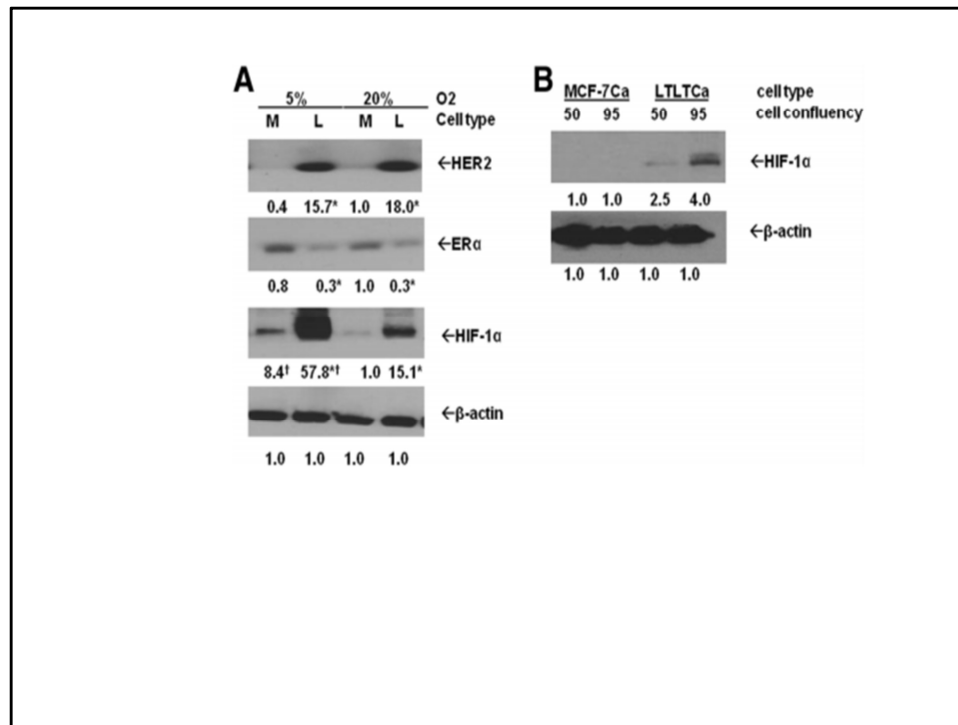 A
5% 20% O2
M L M L Cell type
←HER2
0.4 15.7* 1.0 18.0*
←ERα
0.8 0.3* 1.0 0.3*
←HIF-1α
8.4† 57.8*† 1.0 15.1*
←β-actin
1.0 1.0 1.0 1.0
B
MCF-7Ca LTLTCa cell type
50 95 50 95 cell confluency
←HIF-1α
1.0 1.0 2.5 4.0
←β-actin
1.0 1.0 1.0 1.0